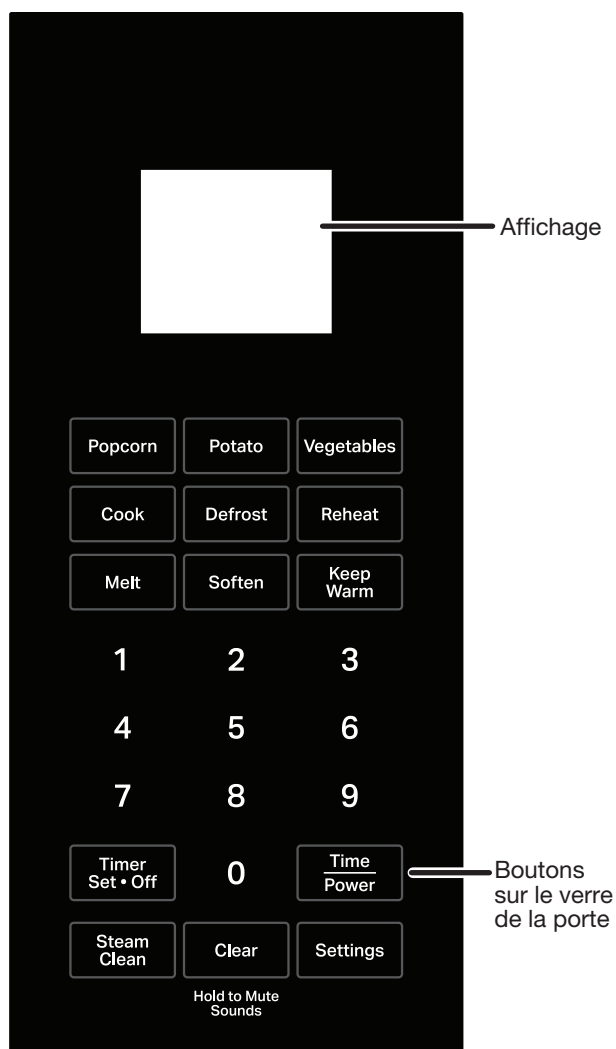 Affichage
Popcorn Potato Vegetables
Cook Defrost Reheat
Melt Soften Keep
Warm
1 2 3
4 5 6
7 8 9
Timer
Set • Off
0
Time
Power
Boutons
sur le verre
de la porte
Steam
Clean
Clear
Settings
Hold to Mute
Sounds